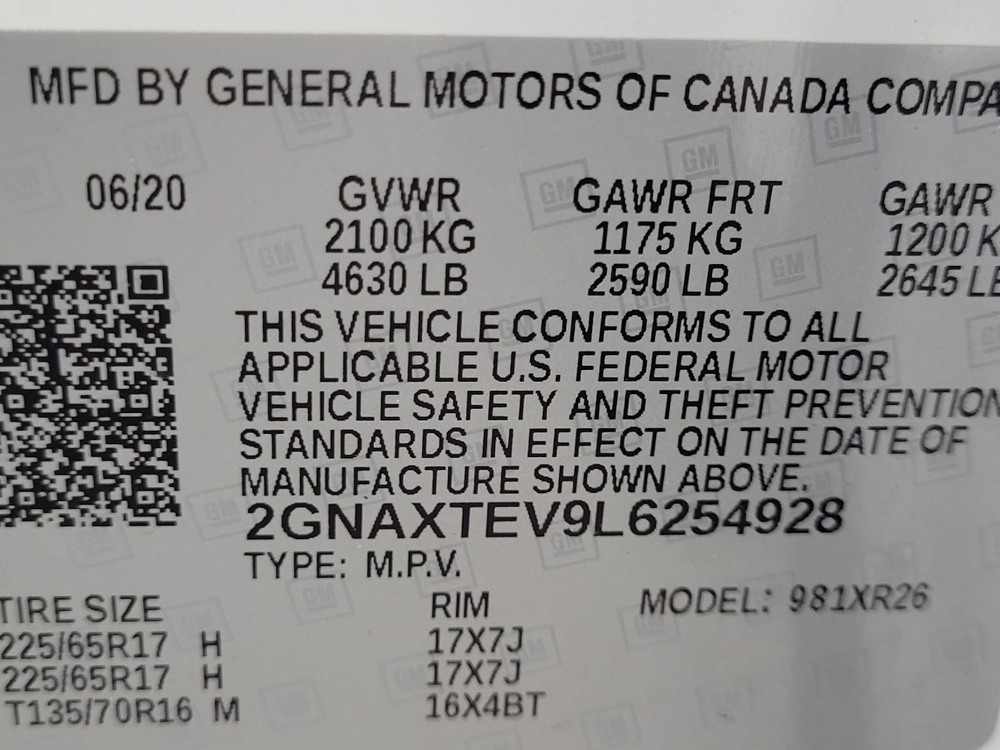 MFD BY GENERAL MOTORS OF CANADA COMPA
06/20 GVWR GAWR FRT GAWR
2100 KG 1175 KG 1200 K
4630 LB 2590 LB 2645 LB
THIS VEHICLE CONFORMS TO ALL
APPLICABLE U.S. FEDERAL MOTOR
VEHICLE SAFETY AND THEFT PREVENTION
STANDARDS IN EFFECT ON THE DATE OF
MANUFACTURE SHOWN ABOVE.
2GNAXTEV9L6254928
TYPE: M.P.V.
TIRE SIZE RIM MODEL: 981XR26
225/65R17 H 17X7J
225/65R17 H 17X7J
T135/70R16 M 16X4BT